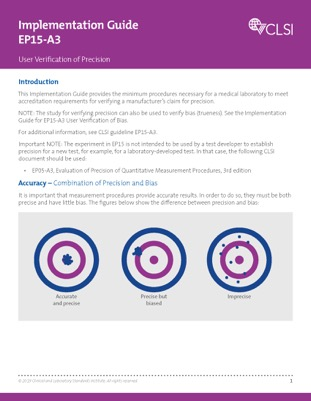 Implementation Guide
EP15-A3
CLSI
User Verification of Precision
Introduction
This Implementation Guide provides the minimum procedures necessary for a medical laboratory to meet
accreditation requirements for verifying a manufacturer's claim for precision.
NOTE: The study for verifying precision can also be used to verify bias (trueness). See the Implementation
Guide for EP15-A3 User Verification of Bias.
For additional information, see CLSI guideline EP15-A3.
Important NOTE: The experiment in EP15 is not intended to be used by a test developer to establish
precision for a new test, for example, for a laboratory-developed test. In that case, the following CLSI
document should be used:
• EP05-A3, Evaluation of Precision of Quantitative Measurement Procedures, 3rd edition
Accuracy – Combination of Precision and Bias
It is important that measurement procedures provide accurate results. In order to do so, they must be both
precise and have little bias. The figures below show the difference between precision and bias:
Accurate
and precise
Precise but
biased
Imprecise
Clinical and Laboratory Standards Institute. All rights reserved.
1